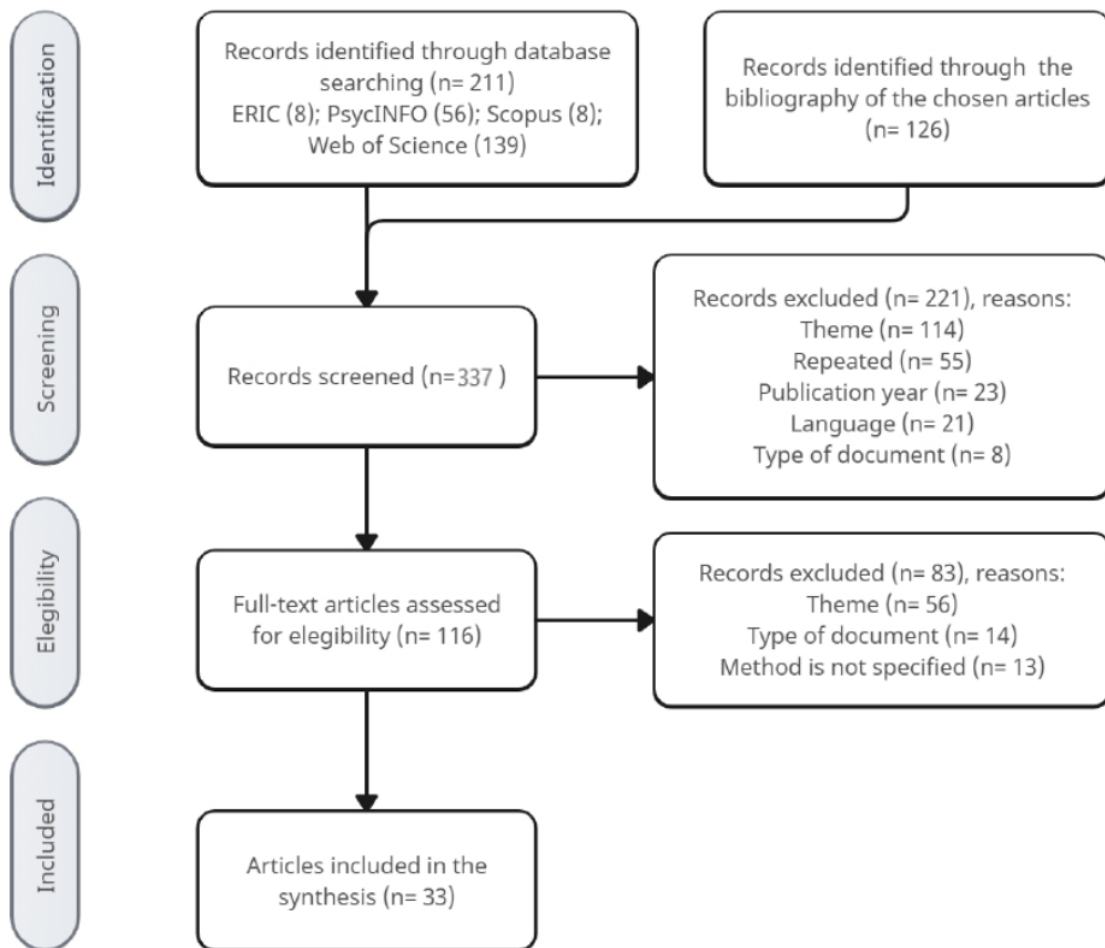 Identification
Records identified through database
searching (n= 211)
ERIC (8); PsycINFO (56); Scopus (8);
Web of Science (139)
Records identified through the
bibliography of the chosen articles
(n= 126)
Screening
Records screened (n=337 )
Records excluded (n= 221), reasons:
Theme (n= 114)
Repeated (n= 55)
Publication year (n= 23)
Language (n= 21)
Type of document (n= 8)
Elegibility
Full-text articles assessed
for elegibility (n= 116)
Records excluded (n= 83), reasons:
Theme (n= 56)
Type of document (n= 14)
Method is not specified (n= 13)
Included
Articles included in the
synthesis (n= 33)